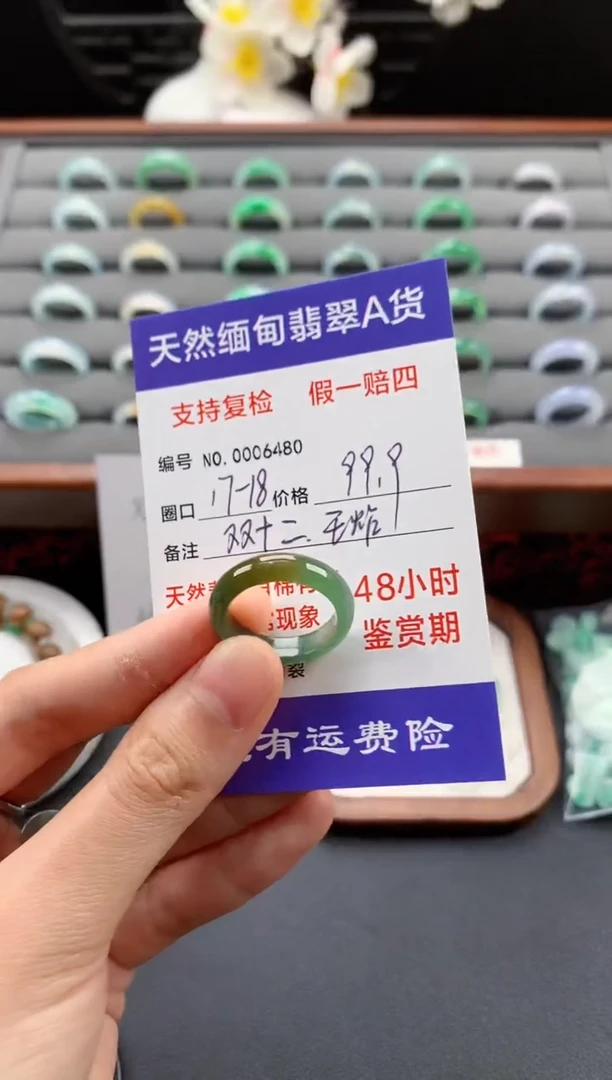 天然缅甸翡翠A货
支持复检 假一赔四
编号 NO.0006480
圈口 17-18 价格 99.9
备注 双十二 王炸
天然 棉 48小时
现象 鉴赏期
裂
有运费险